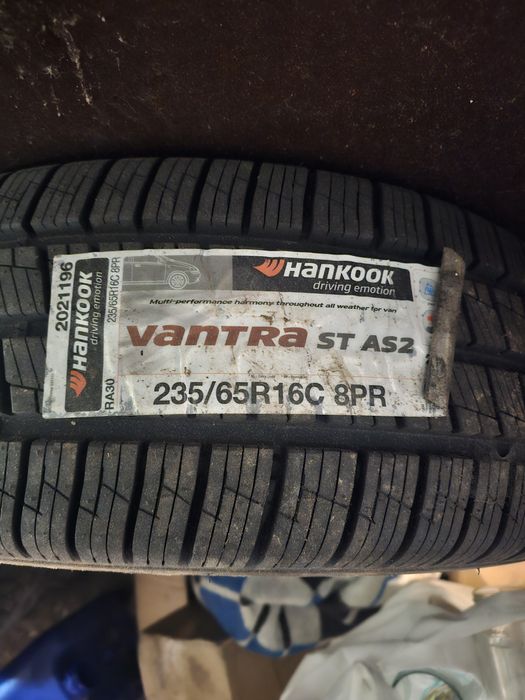 2021196
HANKOOK
driving emotion
235/65R16C 8PR
RA30
HANKOOK
driving emotion
Multi-performance harmony throughout all weather for van
VANTRA ST AS2
235/65R16C 8PR